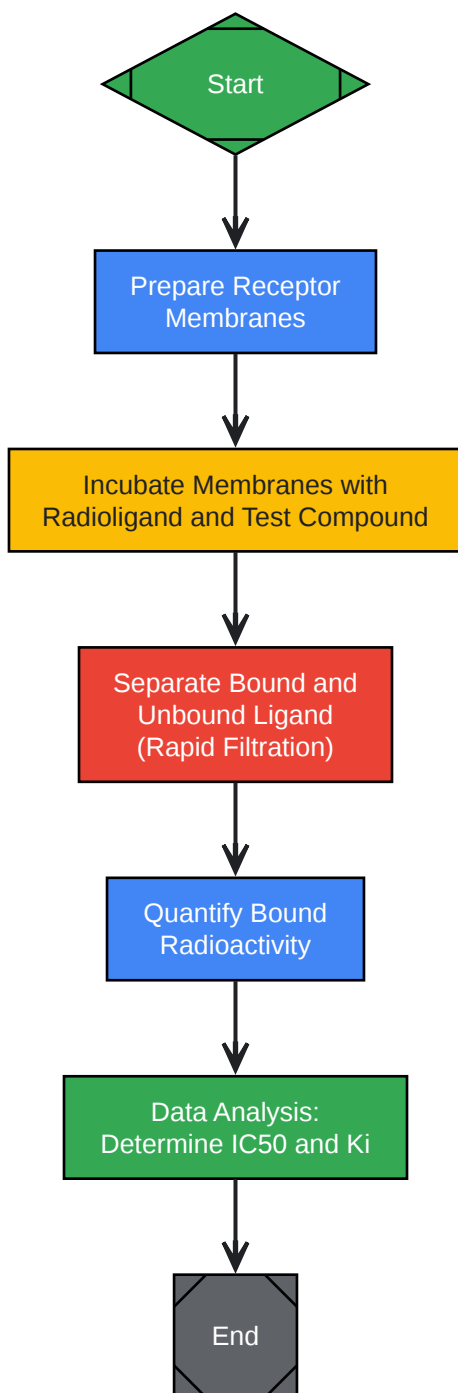 Start
Prepare Receptor
Membranes
Incubate Membranes with
Radioligand and Test Compound
Separate Bound and
Unbound Ligand
(Rapid Filtration)
Quantify Bound
Radioactivity
Data Analysis:
Determine IC50 and Ki
End